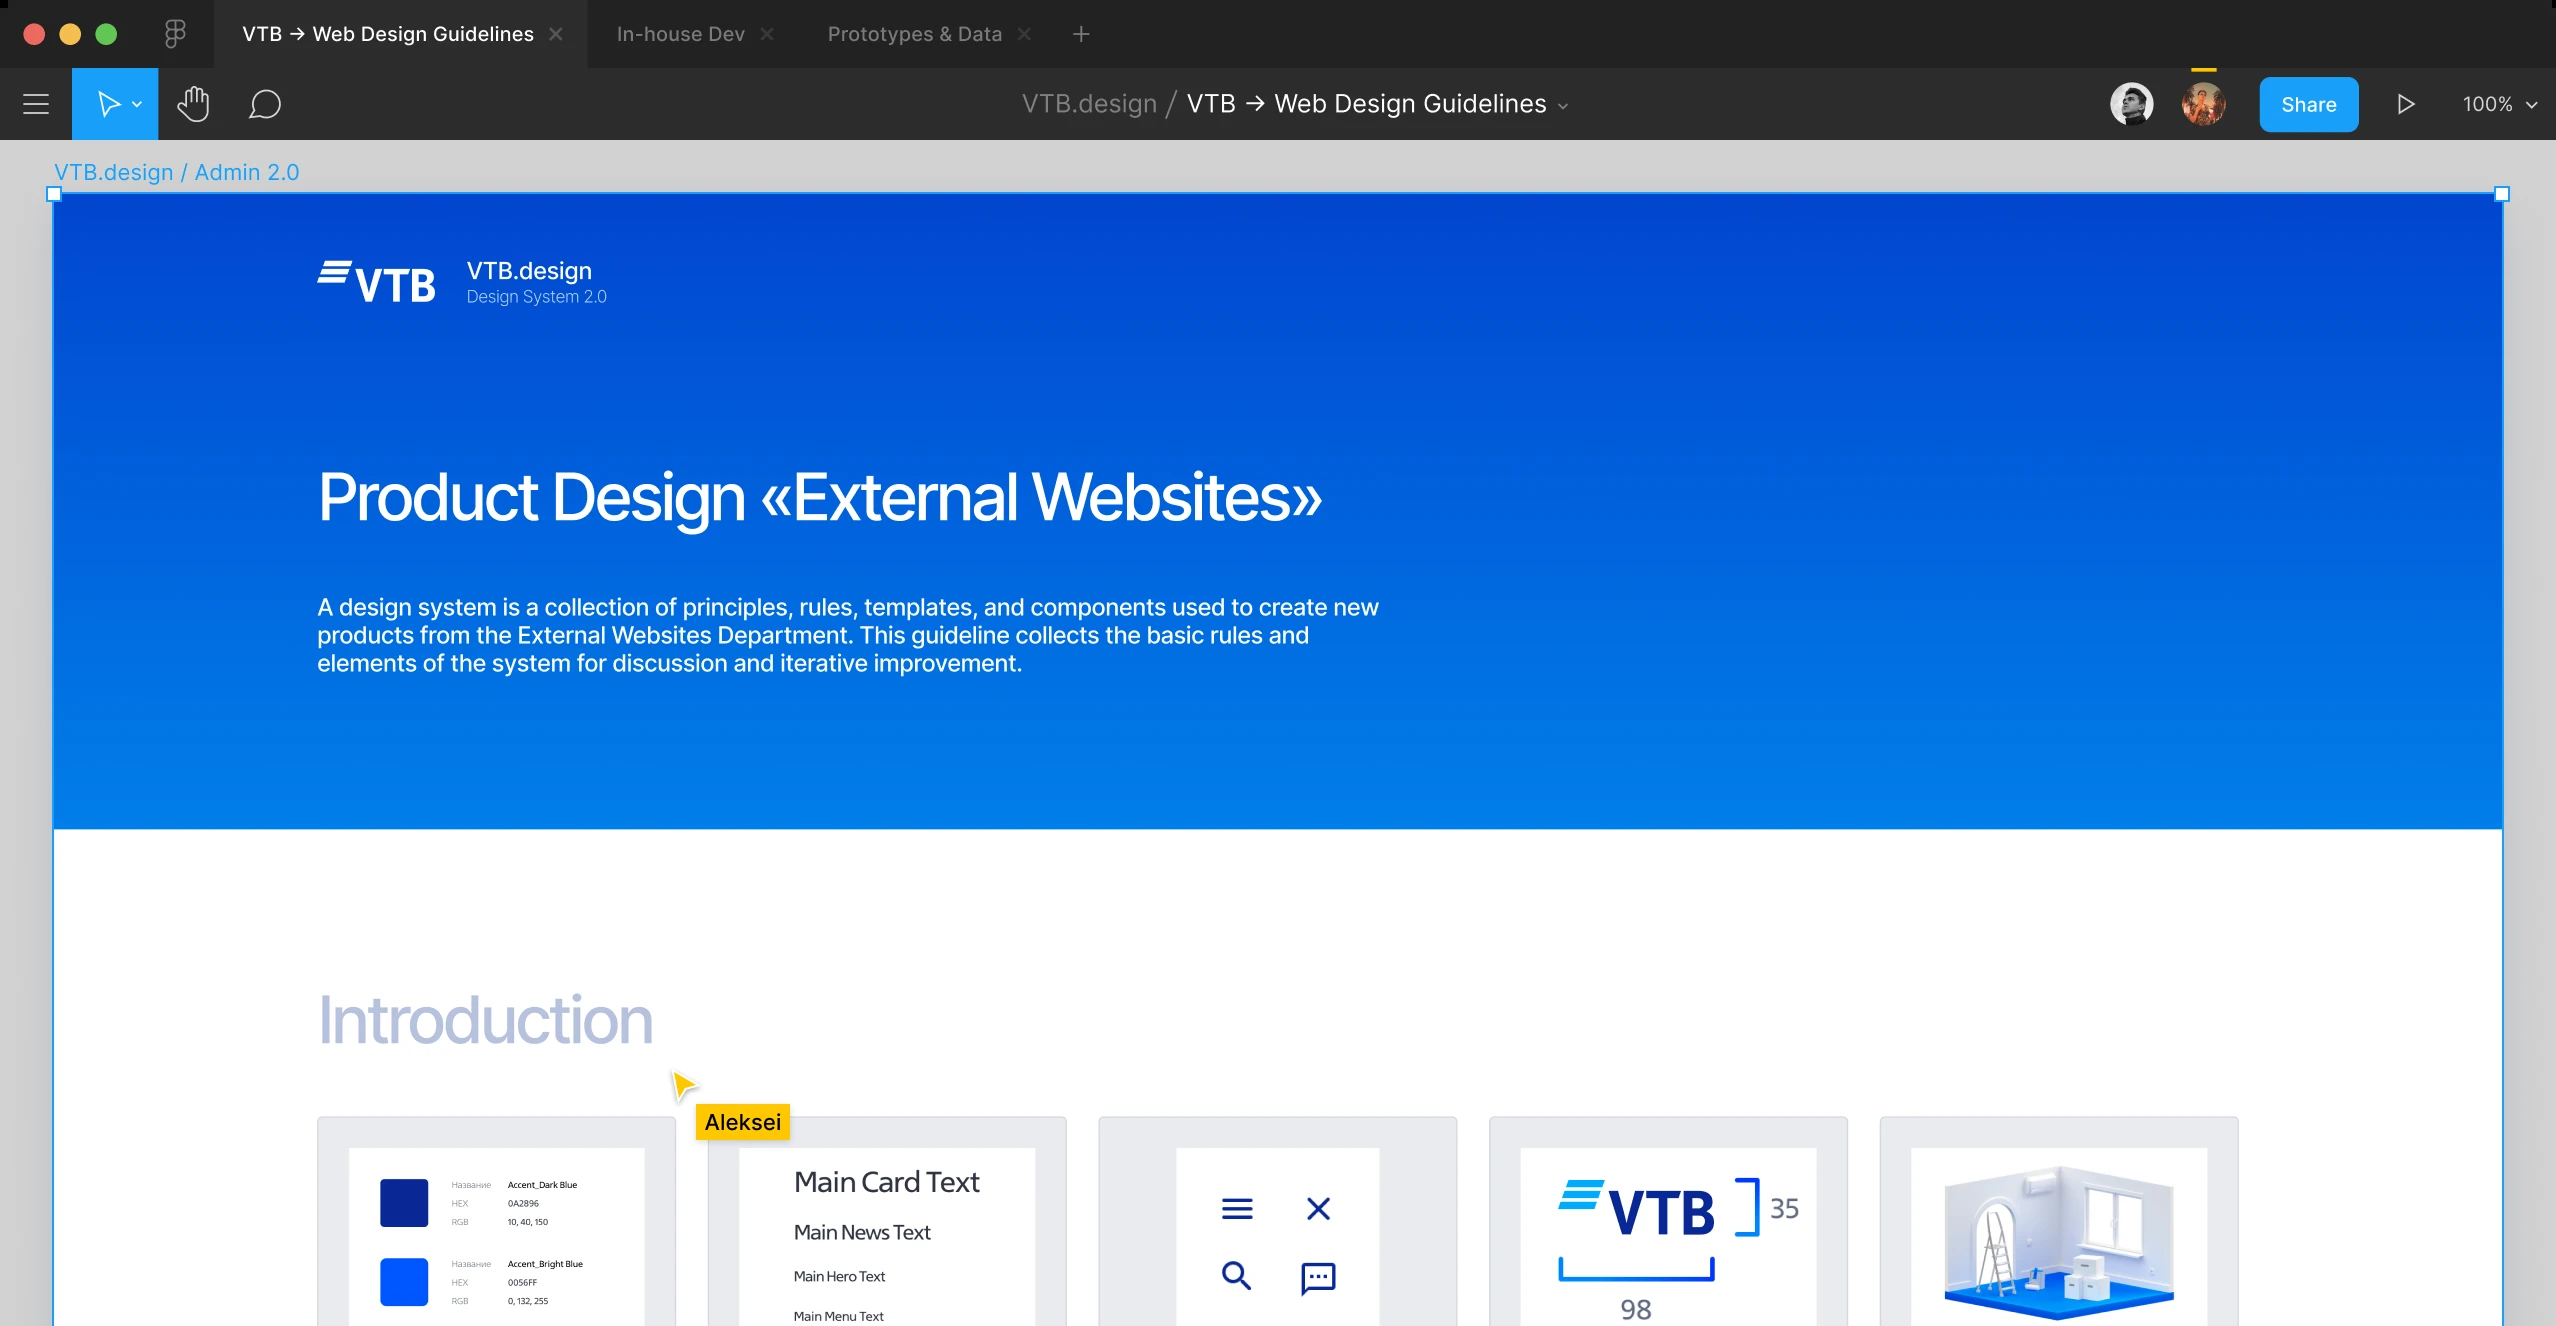 VTB → Web Design Guidelines
In-house Dev
Prototypes & Data
VTB.design / VTB → Web Design Guidelines
Share
100%
VTB.design / Admin 2.0
VTB
VTB.design
Design System 2.0
Product Design «External Websites»
A design system is a collection of principles, rules, templates, and components used to create new
products from the External Websites Department. This guideline collects the basic rules and
elements of the system for discussion and iterative improvement.
Introduction
Aleksei
Название Accent_Dark Blue
HEX 0A2896
RGB 10, 40, 150
Название Accent_Bright Blue
HEX 0056FF
RGB 0, 132, 255
Main Card Text
Main News Text
Main Hero Text
Main Menu Text
VTB
35
98